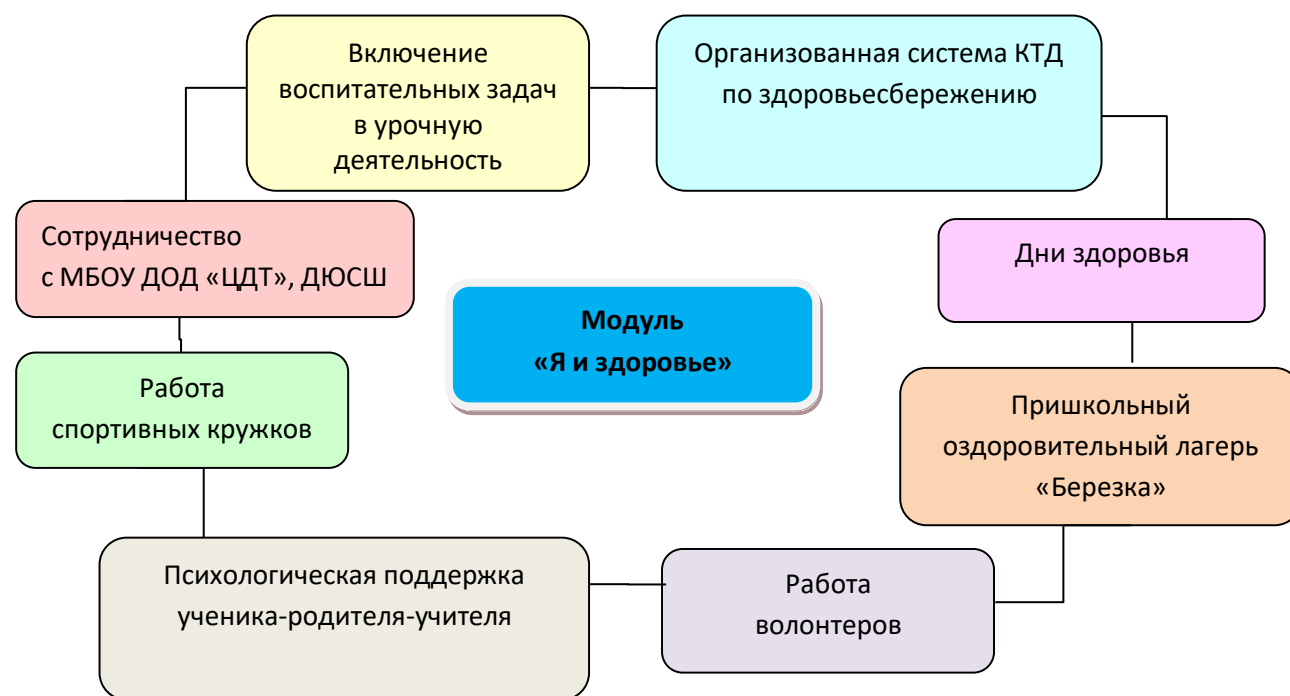 Включение
воспитательных задач
в урочную
деятельность
Организованная система КТД
по здоровьесбережению
Сотрудничество
с МБОУ ДОД «ЦДТ», ДЮСШ
Дни здоровья
Модуль
«Я и здоровье»
Работа
спортивных кружков
Пришкольный
оздоровительный лагерь
«Березка»
Психологическая поддержка
ученика-родителя-учителя
Работа
волонтеров